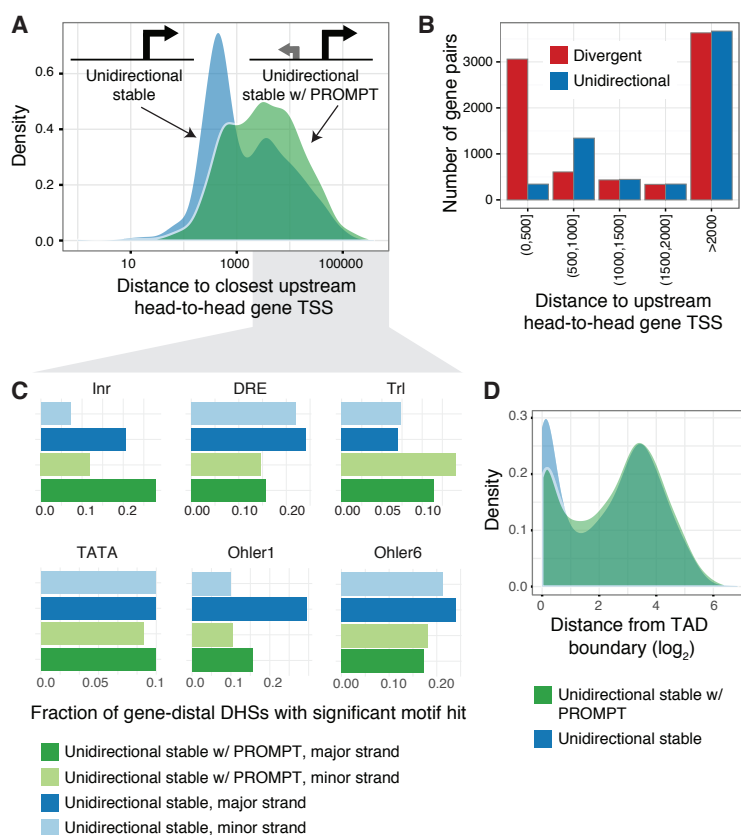 A
Unidirectional
stable
Unidirectional
stable w/ PROMPT
Density
0.6
0.4
0.2
0.0
10
1000
100000
Distance to closest upstream
head-to-head gene TSS
B
Divergent
Unidirectional
Number of gene pairs
3000
1000
0
(0,500]
(500,1000]
(1000,1500]
(1500,2000]
>2000
Distance to upstream
head-to-head gene TSS
C
Inr
DRE
Trl
0.0 0.1 0.2
0.00 0.10 0.20
0.00 0.05 0.10
TATA
Ohler1
Ohler6
0.0 0.05 0.1
0.0 0.1 0.2
0.00 0.10 0.20
Fraction of gene-distal DHSs with significant motif hit
Unidirectional stable w/ PROMPT, major strand
Unidirectional stable w/ PROMPT, minor strand
Unidirectional stable, major strand
Unidirectional stable, minor strand
D
Density
0.3
0.2
0.1
0.0
0 2 4 6
Distance from TAD
boundary (log₂)
Unidirectional stable w/
PROMPT
Unidirectional stable